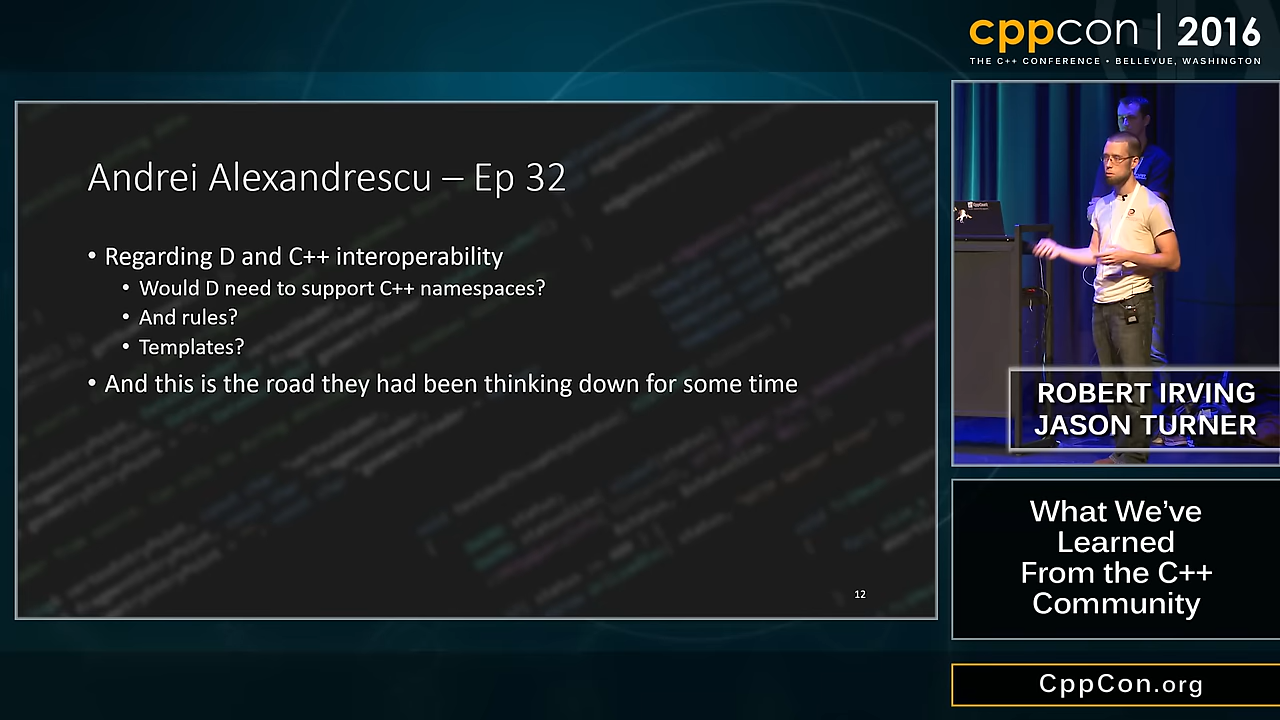 cppcon | 2016
THE C++ CONFERENCE • BELLEVUE, WASHINGTON
Andrei Alexandrescu – Ep 32
• Regarding D and C++ interoperability
• Would D need to support C++ namespaces?
• And rules?
• Templates?
• And this is the road they had been thinking down for some time
12
ROBERT IRVING
JASON TURNER
What We’ve
Learned
From the C++
Community
CppCon.org